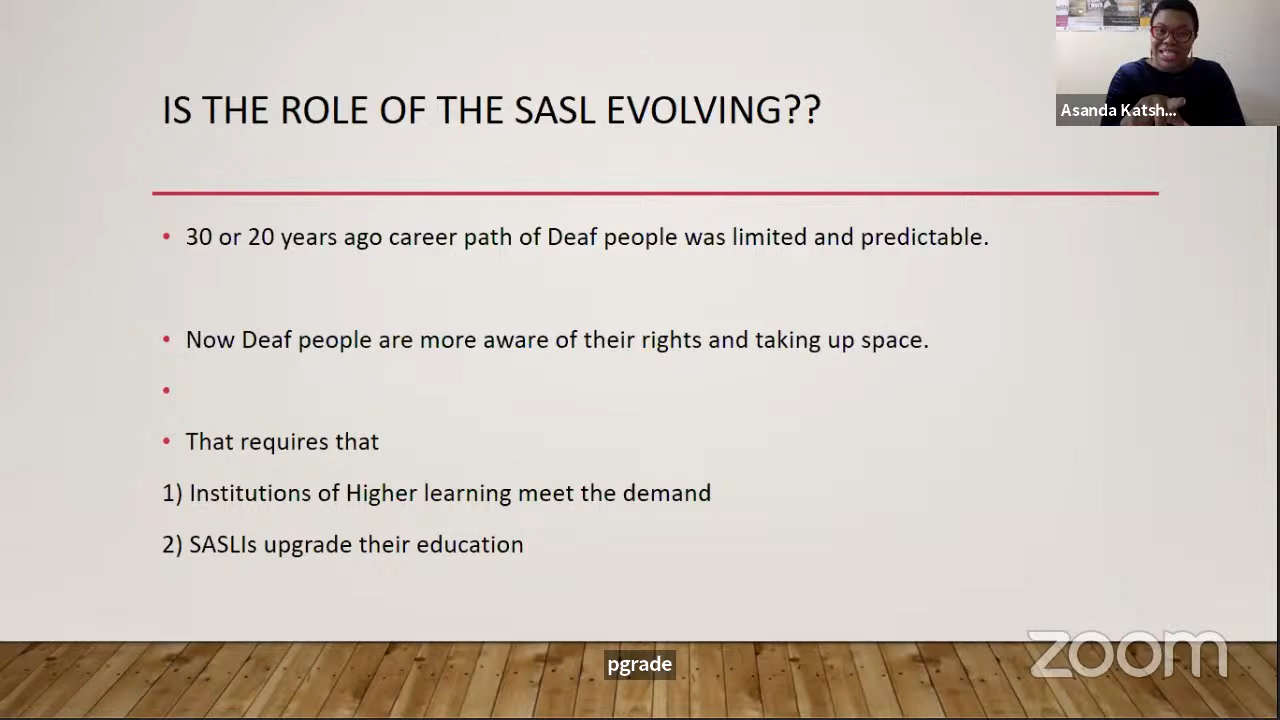 IS THE ROLE OF THE SASL EVOLVING??
Asanda Katsh...
• 30 or 20 years ago career path of Deaf people was limited and predictable.
• Now Deaf people are more aware of their rights and taking up space.
•
• That requires that
1) Institutions of Higher learning meet the demand
2) SASLIs upgrade their education
zoom
pgrade